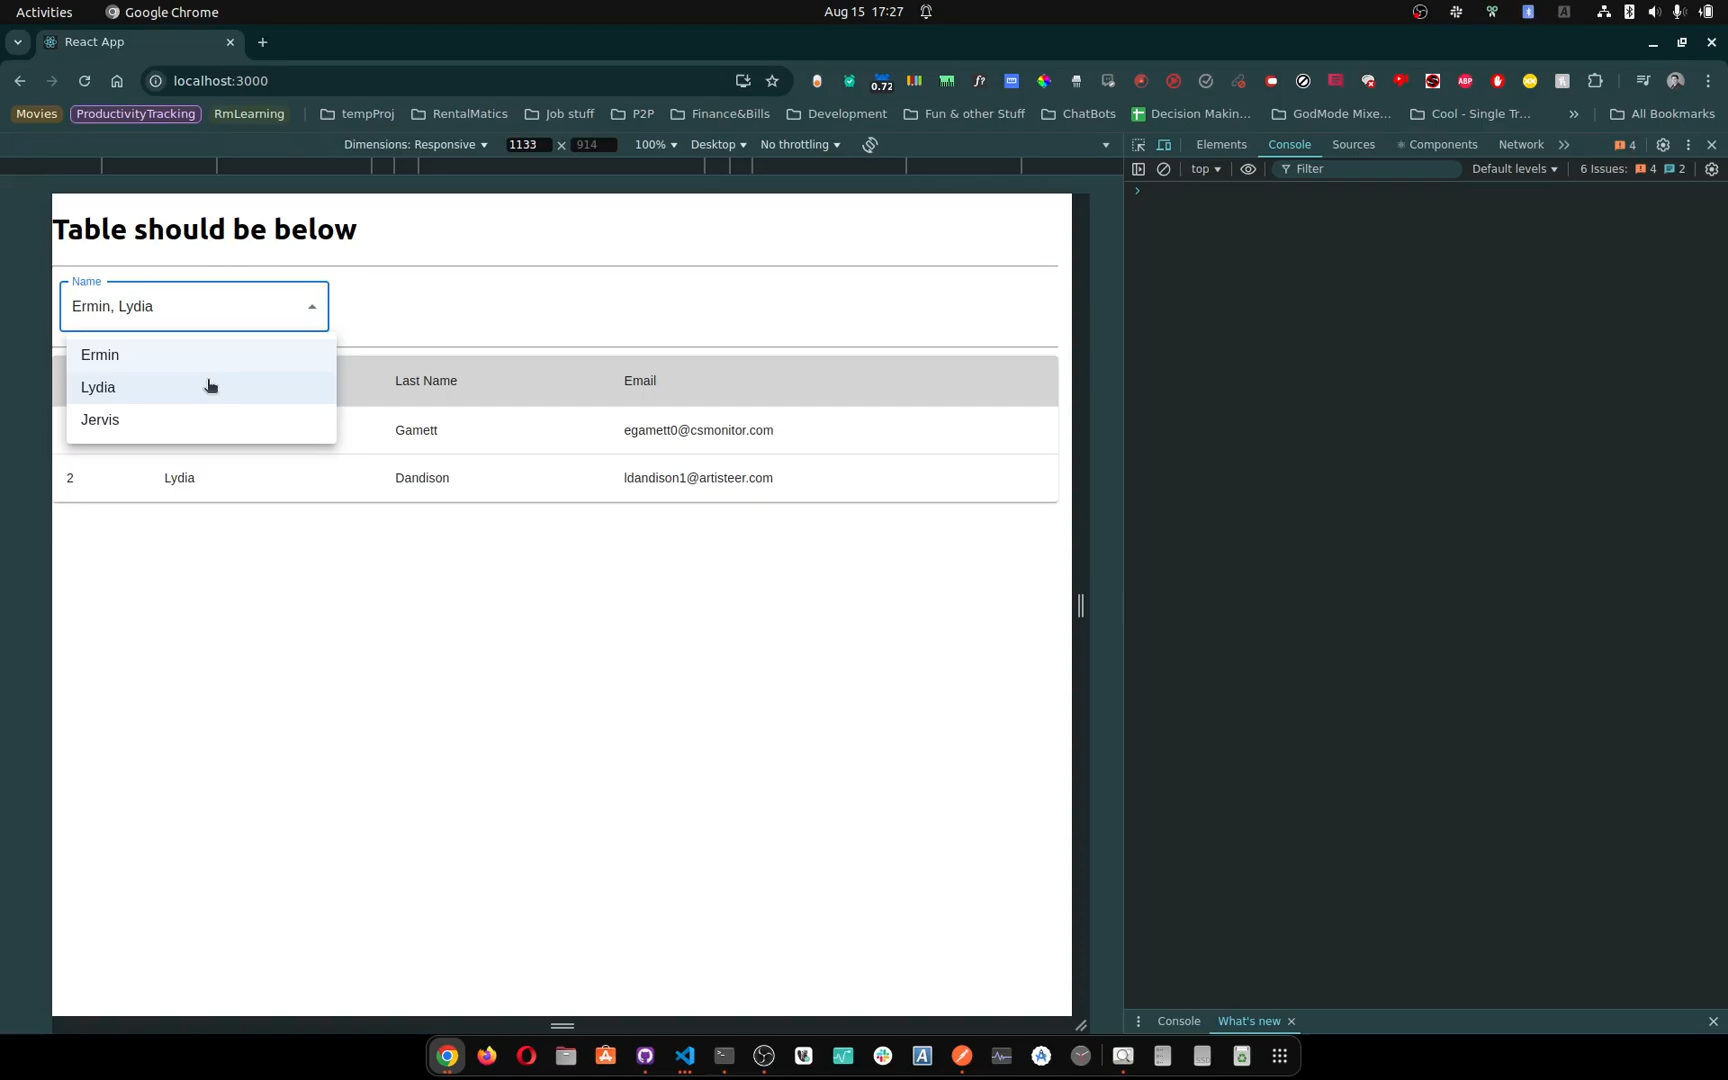 Activities Google Chrome Aug 15 17:27
React App
localhost:3000
0.72 f? ABP
Movies ProductivityTracking RmLearning tempProj RentalMatics Job stuff P2P Finance&Bills Development Fun & other Stuff ChatBots Decision Makin... GodMode Mixe... Cool - Single Tr... » All Bookmarks
Dimensions: Responsive 1133 x 914 100% Desktop No throttling
Elements Console Sources Components Network » 4
top Filter Default levels 6 Issues: 4 2
Table should be below
Name
Ermin, Lydia
Ermin
Lydia
Jervis
Last Name Email
Gamett egamett0@csmonitor.com
2 Lydia Dandison ldandison1@artisteer.com
Console What's new